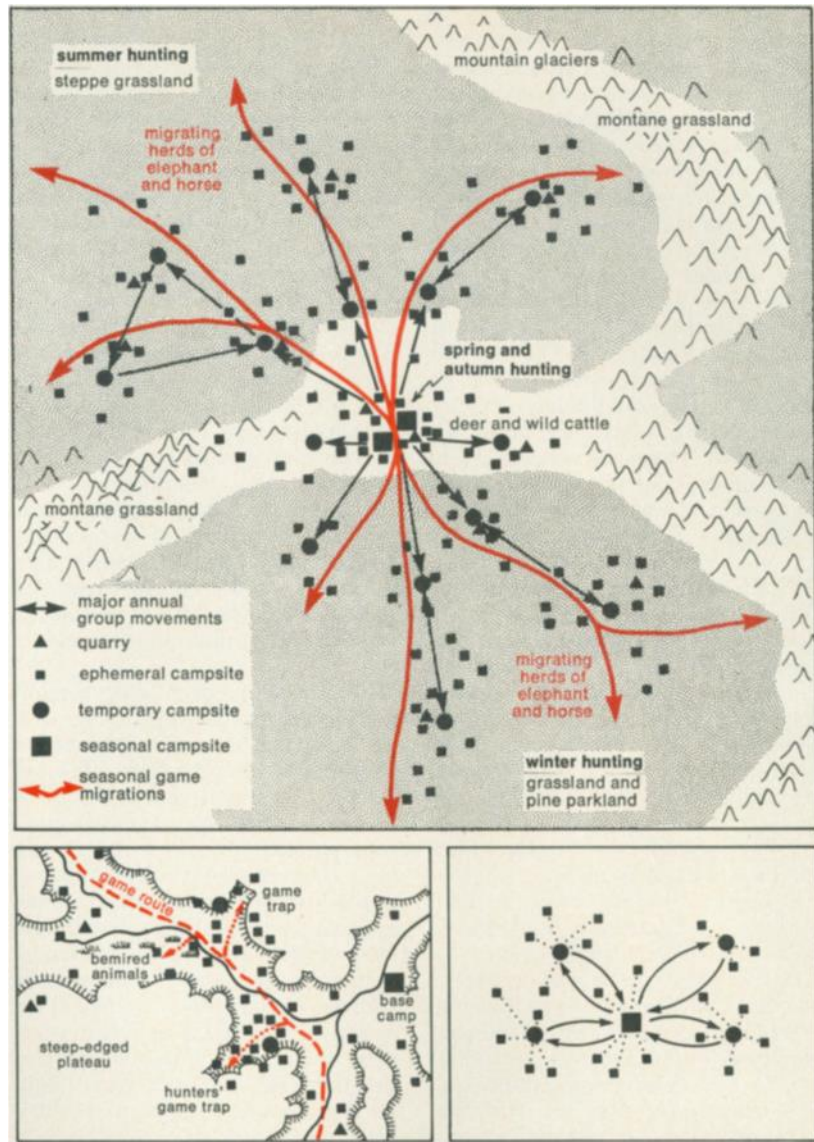 summer hunting
steppe grassland
mountain glaciers
montane grassland
migrating
herds of
elephant
and horse
spring and
autumn hunting
deer and wild cattle
montane grassland
major annual
group movements
quarry
ephemeral campsite
temporary campsite
seasonal campsite
seasonal game
migrations
migrating
herds of
elephant
and horse
winter hunting
grassland and
pine parkland
game route
game
trap
bemired
animals
base
camp
steep-edged
plateau
hunters'
game trap